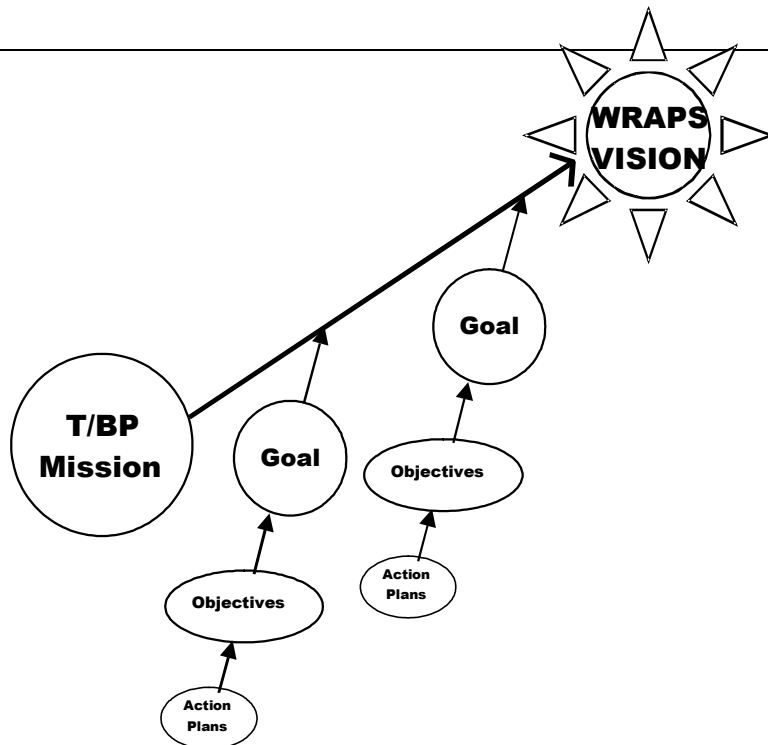 WRAPS
VISION
Goal
T/BP
Mission
Goal
Objectives
Action
Plans
Objectives
Action
Plans